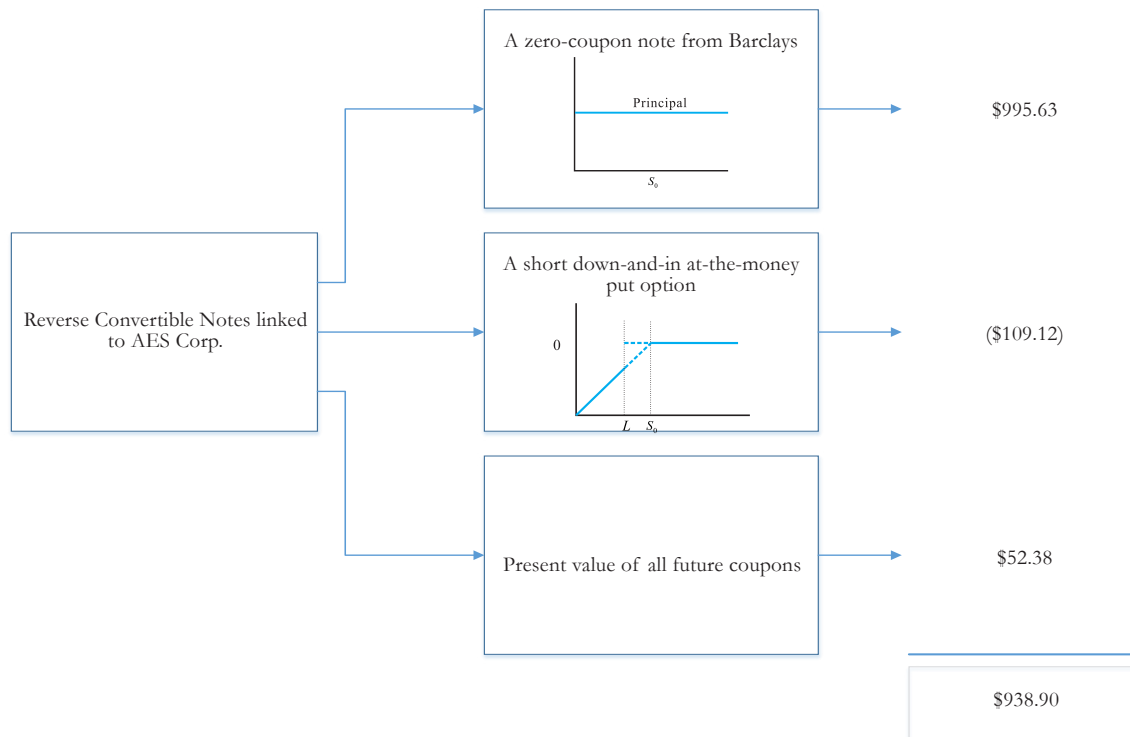 A zero-coupon note from Barclays
Principal
S₀
$995.63
Reverse Convertible Notes linked
to AES Corp.
A short down-and-in at-the-money
put option
0
L S₀
($109.12)
Present value of all future coupons
$52.38
$938.90